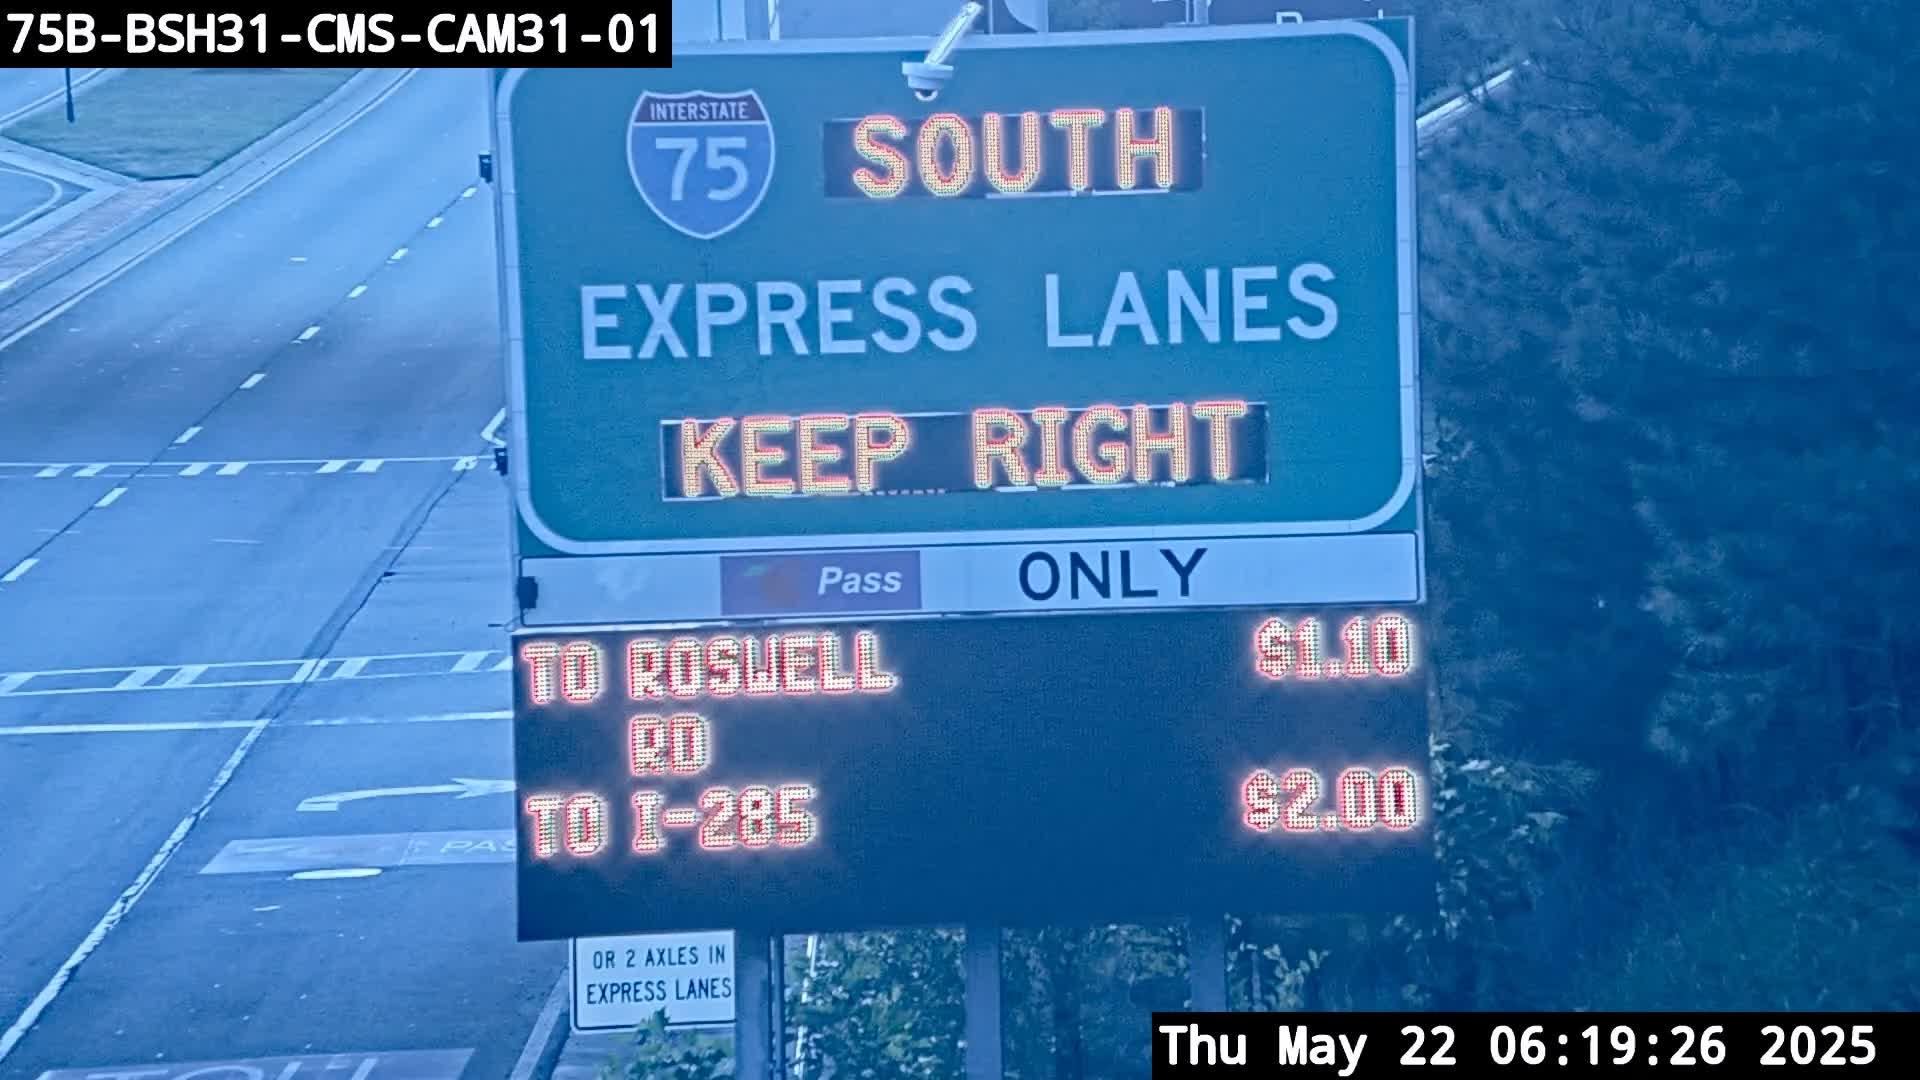 75B-BSH31-CMS-CAM31-01
INTERSTATE
75
SOUTH
EXPRESS LANES
KEEP RIGHT
Pass ONLY
TO ROSWELL $1.10
RD
TO I-285 $2.00
OR 2 AXLES IN
EXPRESS LANES
Thu May 22 06:19:26 2025